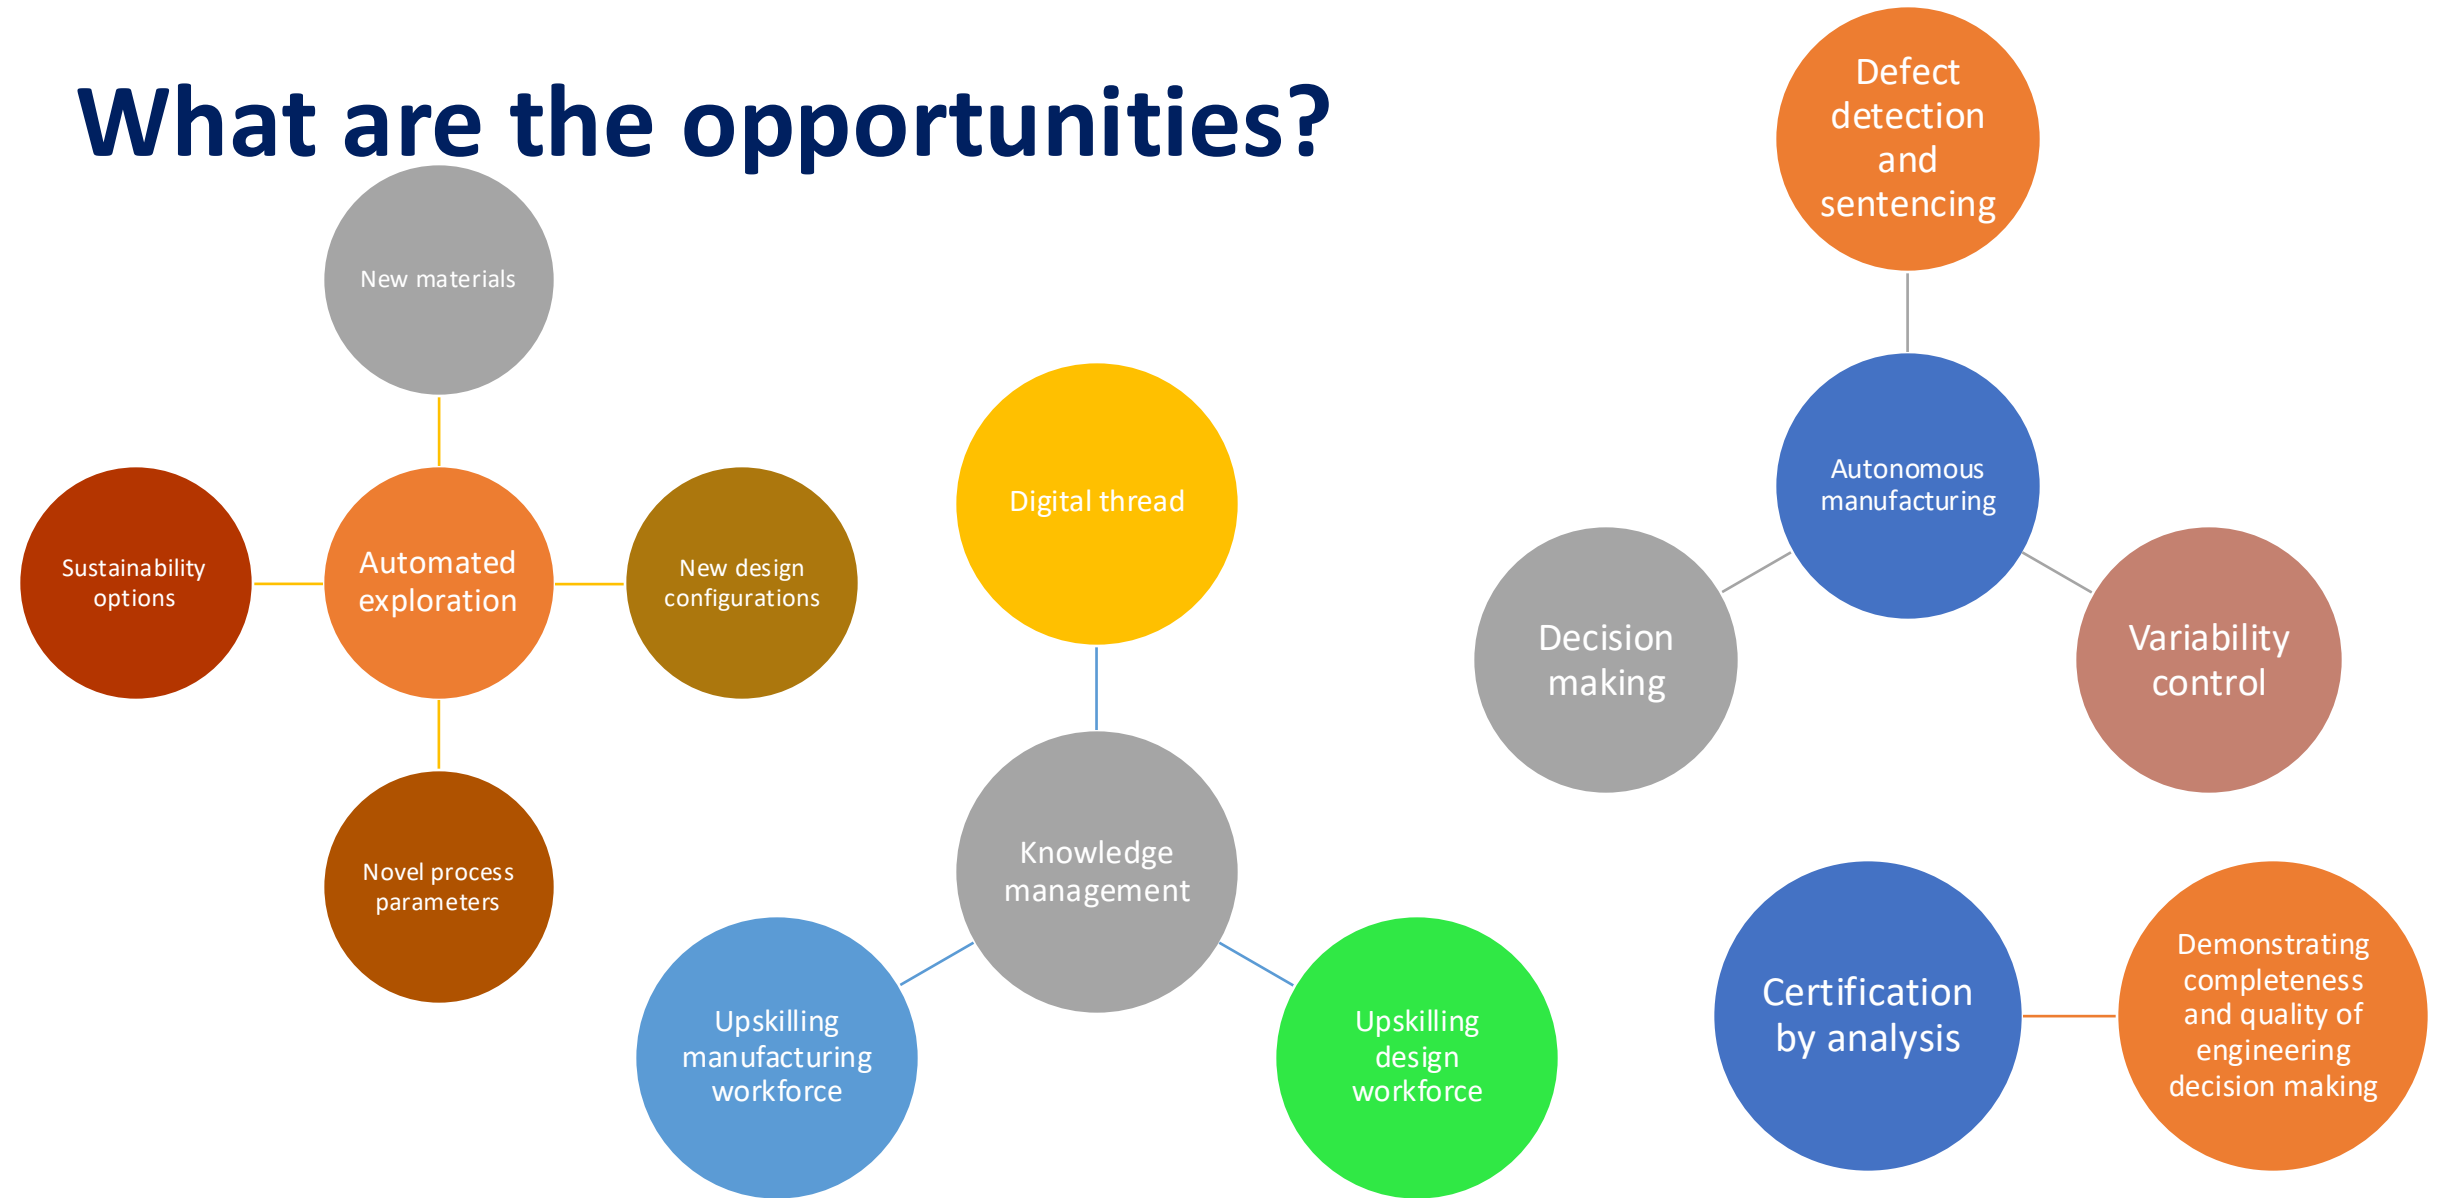 What are the opportunities?
New materials
Sustainability
options
Automated
exploration
New design
configurations
Novel process
parameters
Digital thread
Knowledge
management
Upskilling
manufacturing
workforce
Upskilling
design
workforce
Defect
detection
and
sentencing
Autonomous
manufacturing
Decision
making
Variability
control
Certification
by analysis
Demonstrating
completeness
and quality of
engineering
decision making